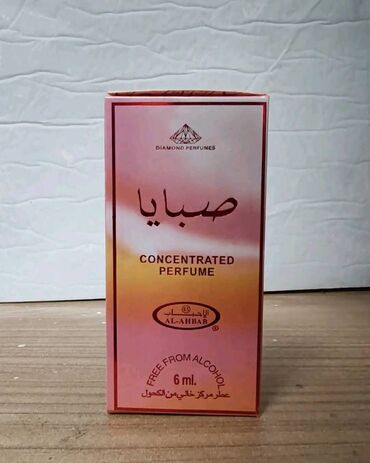 DIAMOND PERFUMES
صبايا
CONCENTRATED
PERFUME
الأحباب
AL-AHBAB
®
FREE FROM ALCOHOL
6 ml.
عطر مركز خالي من الكحول